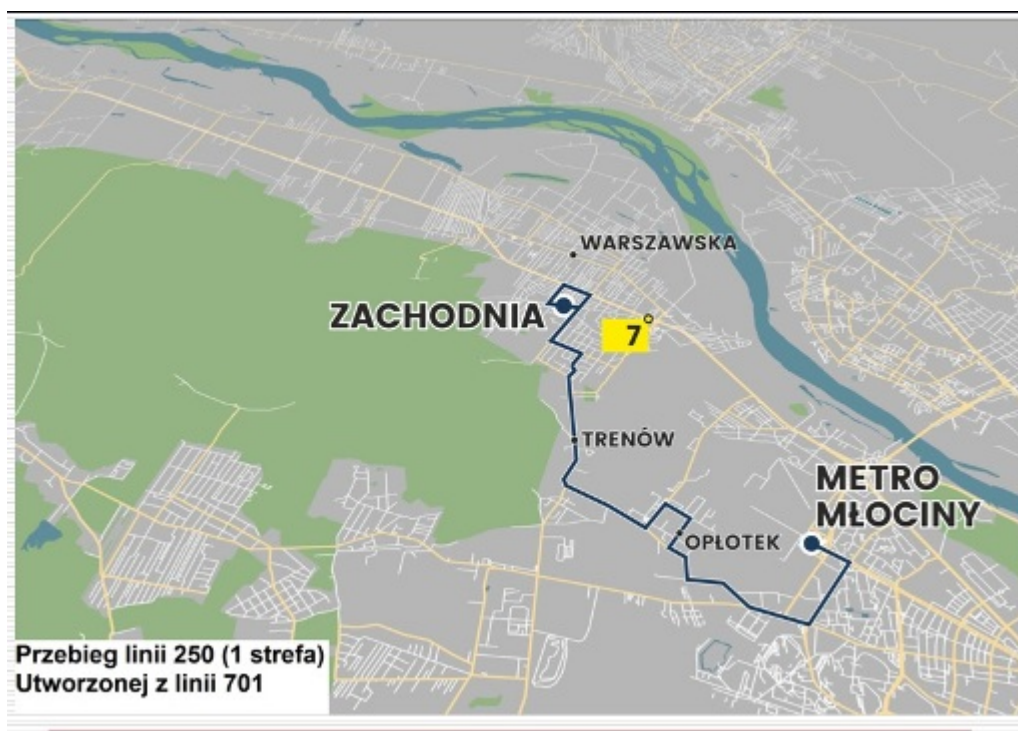 WARSZAWSKA
ZACHODNIA
7°
TRENÓW
METRO
MŁOCINY
OPŁOTEK
Przebieg linii 250 (1 strefa)
Utworzonej z linii 701